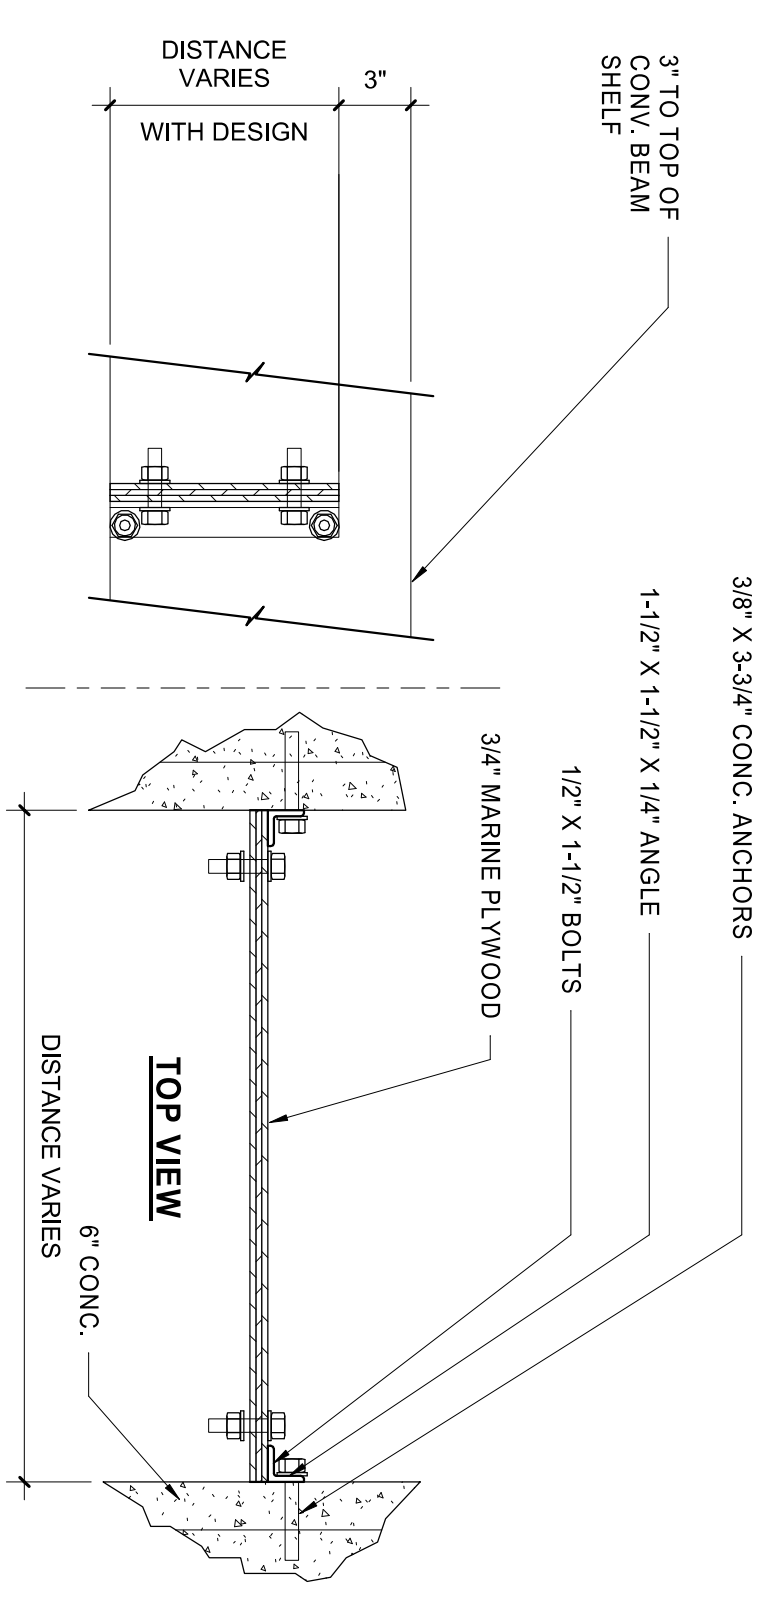 DISTANCE
VARIES
WITH DESIGN
3"
3" TO TOP OF
CONV. BEAM
SHELF
3/8" X 3-3/4" CONC. ANCHORS
1-1/2" X 1-1/2" X 1/4" ANGLE
1/2" X 1-1/2" BOLTS
3/4" MARINE PLYWOOD
TOP VIEW
6" CONC.
DISTANCE VARIES